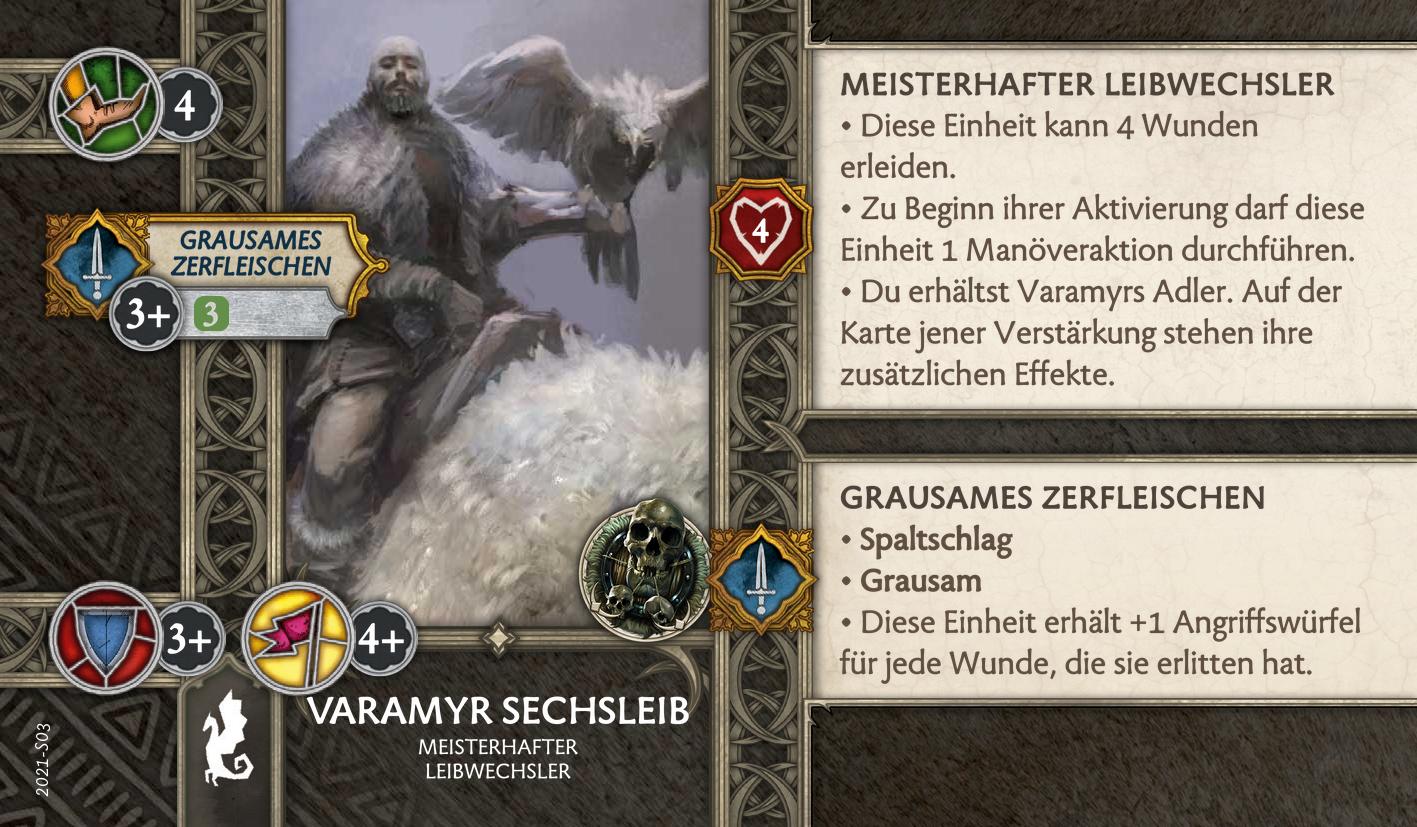 4
GRAUSAMES
ZERFLEISCHEN
3+
3
3+
4+
VARAMYR SECHSLEIB
MEISTERHAFTER
LEIBWECHSLER
2021-S03
4
MEISTERHAFTER LEIBWECHSLER
• Diese Einheit kann 4 Wunden
erleiden.
• Zu Beginn ihrer Aktivierung darf diese
Einheit 1 Manöveraktion durchführen.
• Du erhältst Varamyrs Adler. Auf der
Karte jener Verstärkung stehen ihre
zusätzlichen Effekte.
GRAUSAMES ZERFLEISCHEN
• Spaltschlag
• Grausam
• Diese Einheit erhält +1 Angriffswürfel
für jede Wunde, die sie erlitten hat.